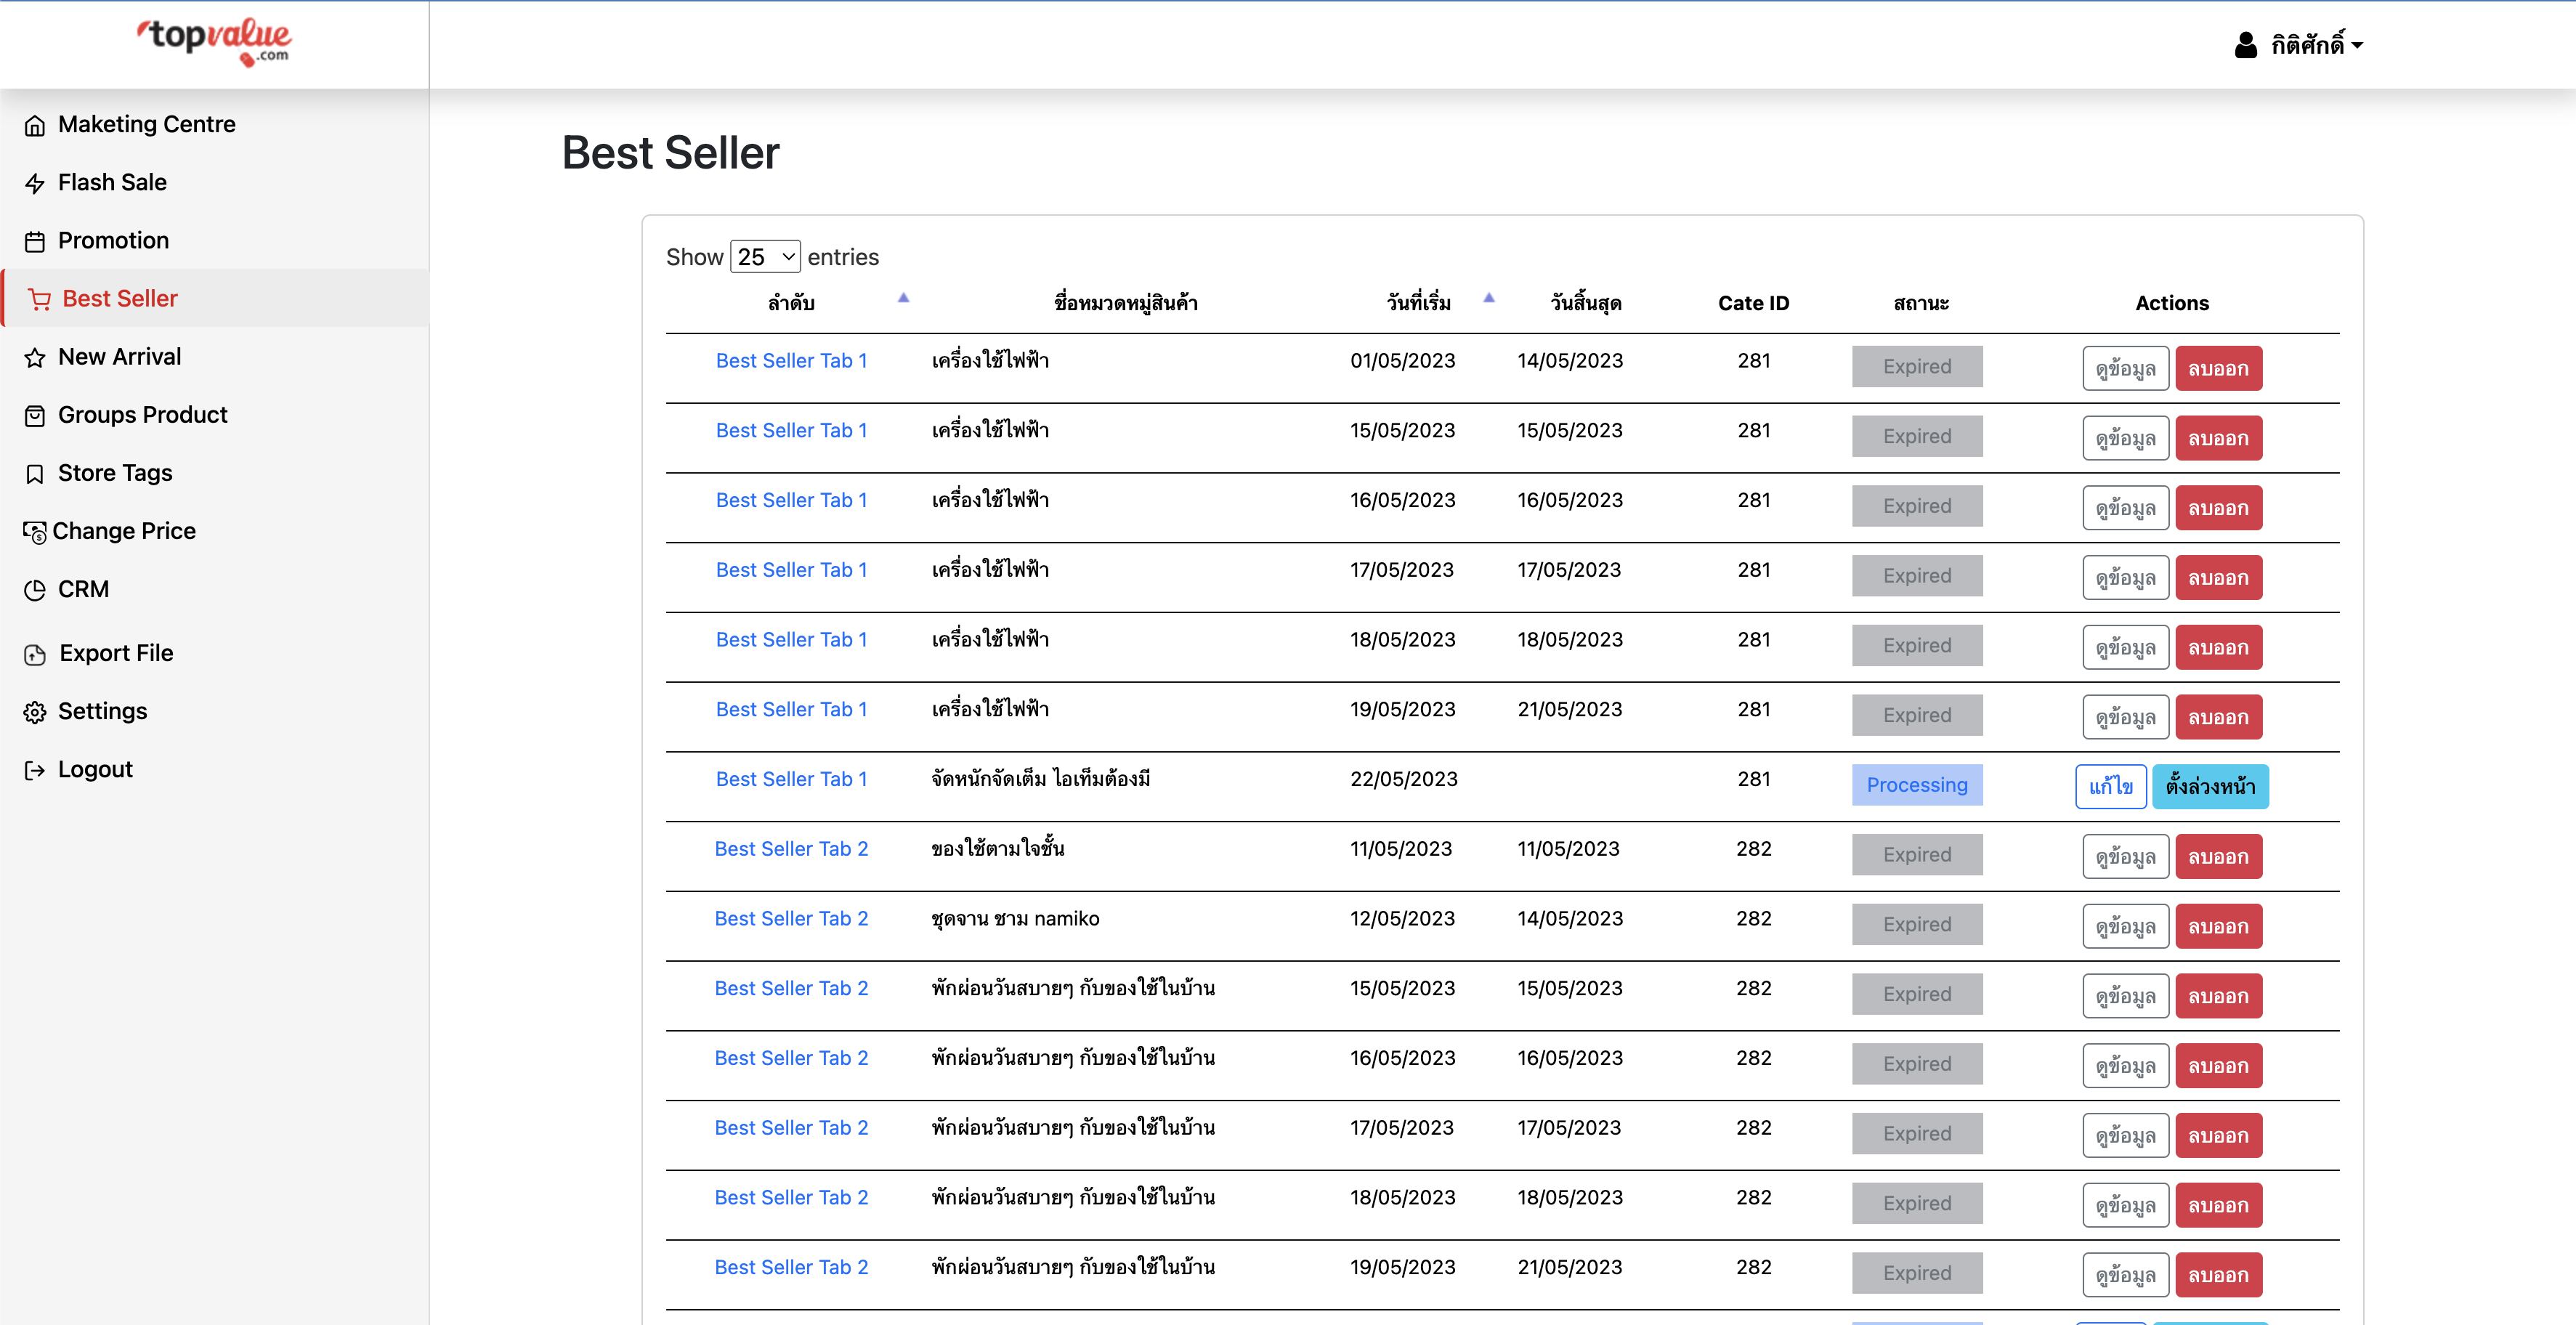 topvalue
.com
กิติศักดิ์
Maketing Centre
Flash Sale
Promotion
Best Seller
New Arrival
Groups Product
Store Tags
Change Price
CRM
Export File
Settings
Logout
Best Seller
Show 25 entries
ลำดับ ชื่อหมวดหมู่สินค้า วันที่เริ่ม วันสิ้นสุด Cate ID สถานะ Actions
Best Seller Tab 1 เครื่องใช้ไฟฟ้า 01/05/2023 14/05/2023 281 Expired ดูข้อมูล ลบออก
Best Seller Tab 1 เครื่องใช้ไฟฟ้า 15/05/2023 15/05/2023 281 Expired ดูข้อมูล ลบออก
Best Seller Tab 1 เครื่องใช้ไฟฟ้า 16/05/2023 16/05/2023 281 Expired ดูข้อมูล ลบออก
Best Seller Tab 1 เครื่องใช้ไฟฟ้า 17/05/2023 17/05/2023 281 Expired ดูข้อมูล ลบออก
Best Seller Tab 1 เครื่องใช้ไฟฟ้า 18/05/2023 18/05/2023 281 Expired ดูข้อมูล ลบออก
Best Seller Tab 1 เครื่องใช้ไฟฟ้า 19/05/2023 21/05/2023 281 Expired ดูข้อมูล ลบออก
Best Seller Tab 1 จัดหนักจัดเต็ม ไอเท็มต้องมี 22/05/2023 281 Processing แก้ไข ตั้งล่วงหน้า
Best Seller Tab 2 ของใช้ตามใจชั้น 11/05/2023 11/05/2023 282 Expired ดูข้อมูล ลบออก
Best Seller Tab 2 ชุดจาน ชาม namiko 12/05/2023 14/05/2023 282 Expired ดูข้อมูล ลบออก
Best Seller Tab 2 พักผ่อนวันสบายๆ กับของใช้ในบ้าน 15/05/2023 15/05/2023 282 Expired ดูข้อมูล ลบออก
Best Seller Tab 2 พักผ่อนวันสบายๆ กับของใช้ในบ้าน 16/05/2023 16/05/2023 282 Expired ดูข้อมูล ลบออก
Best Seller Tab 2 พักผ่อนวันสบายๆ กับของใช้ในบ้าน 17/05/2023 17/05/2023 282 Expired ดูข้อมูล ลบออก
Best Seller Tab 2 พักผ่อนวันสบายๆ กับของใช้ในบ้าน 18/05/2023 18/05/2023 282 Expired ดูข้อมูล ลบออก
Best Seller Tab 2 พักผ่อนวันสบายๆ กับของใช้ในบ้าน 19/05/2023 21/05/2023 282 Expired ดูข้อมูล ลบออก